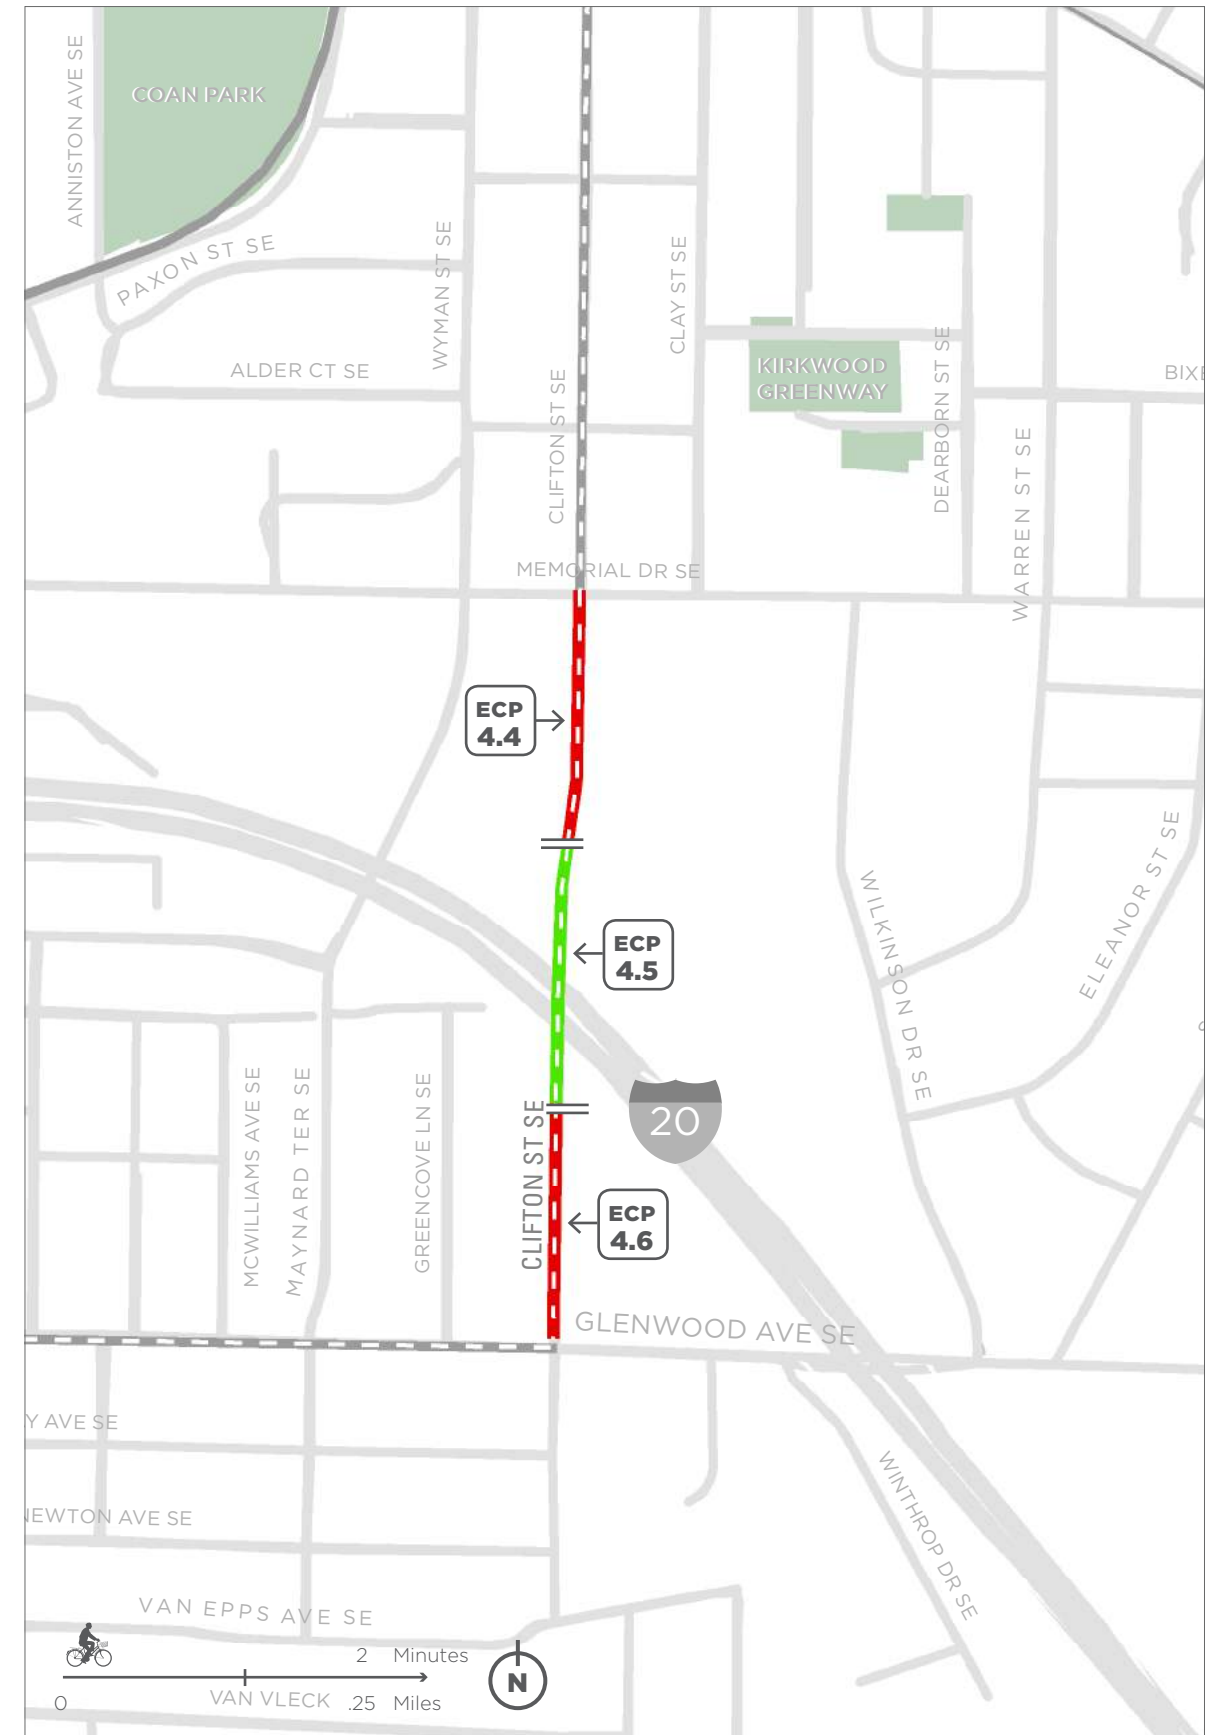 ANNISTON AVE SE
COAN PARK
PAXON ST SE
WYMAN ST SE
CLAY ST SE
ALDER CT SE
CLIFTON ST SE
KIRKWOOD
GREENWAY
DEARBORN ST SE
BIXE
WARREN ST SE
MEMORIAL DR SE
ECP
4.4
ECP
4.5
WILKINSON DR SE
ELEANOR ST SE
MCWILLIAMS AVE SE
MAYNARD TER SE
GREENCOVE LN SE
CLIFTON ST SE
20
ECP
4.6
GLENWOOD AVE SE
Y AVE SE
NEWTON AVE SE
WINTHROP DR SE
VAN EPPS AVE SE
2 Minutes
N
0
VAN VLECK
.25 Miles